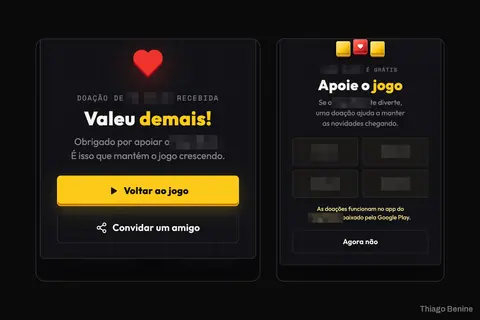 DOAÇÃO DE RECEBIDA
Valeu demais!
Obrigado por apoiar o
É isso que mantém o jogo crescendo.
Voltar ao jogo
Convidar um amigo
É GRÁTIS
Apoie o jogo
Se o te diverte,
uma doação ajuda a manter
as novidades chegando.
As doações funcionam no app do
baixado pela Google Play.
Agora não
Thiago Benine